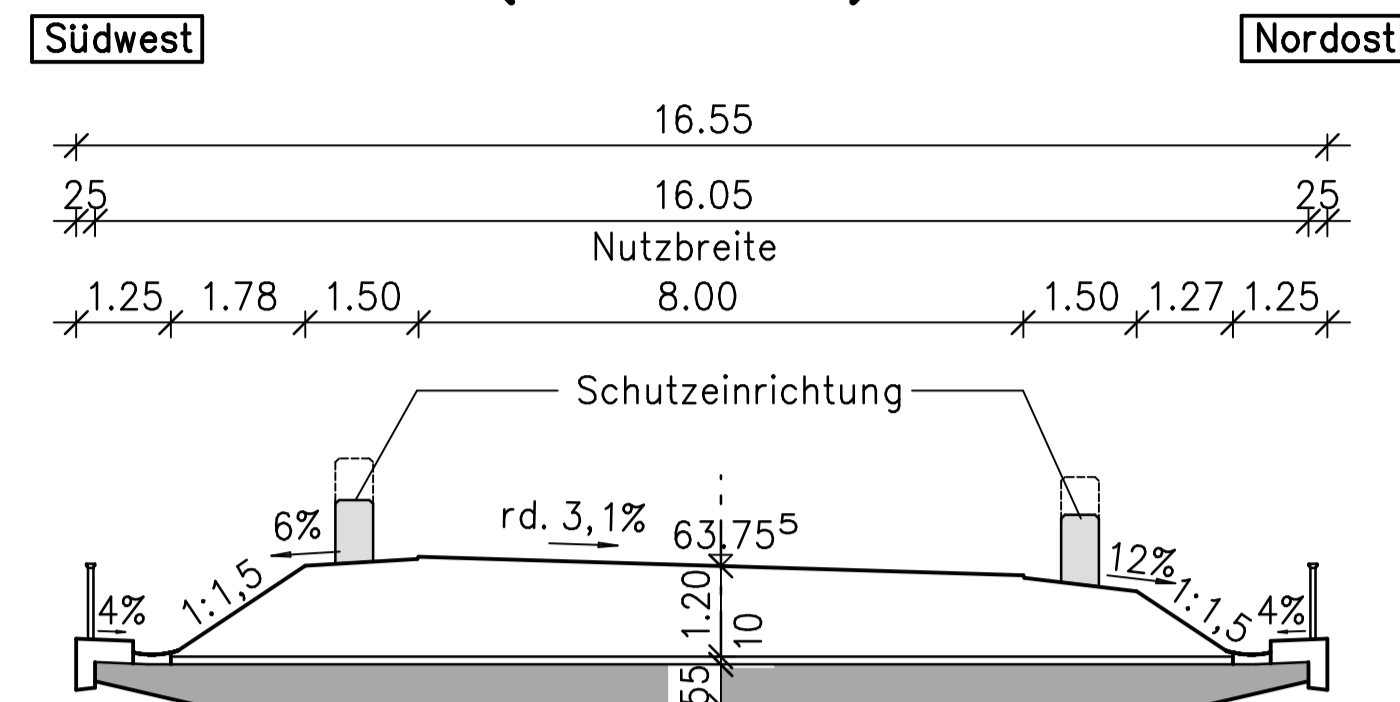 Südwest Nordost
16.55
25 16.05 25
Nutzbreite
1.25 1.78 1.50 8.00 1.50 1.27 1.25
Schutzeinrichtung
6% rd. 3,1% 63.75⁵ 12%
4% 1:1,5 1.20 10 1:1,5 4%